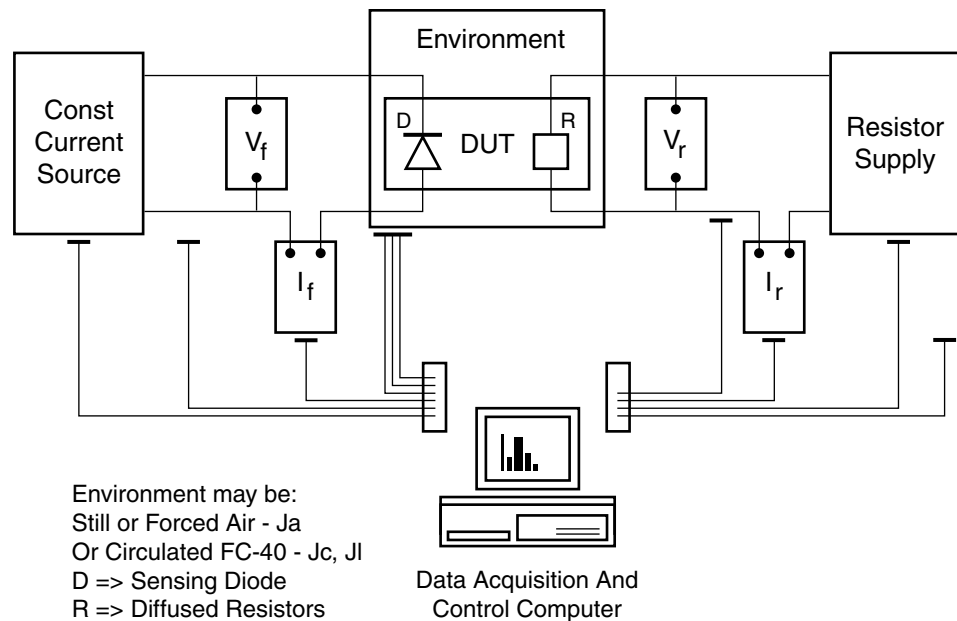 Environment
Const
Current
Source
Vf
D
DUT
R
Vr
Resistor
Supply
If
Ir
Environment may be:
Still or Forced Air - Ja
Or Circulated FC-40 - Jc, Jl
D => Sensing Diode
R => Diffused Resistors
Data Acquisition And
Control Computer